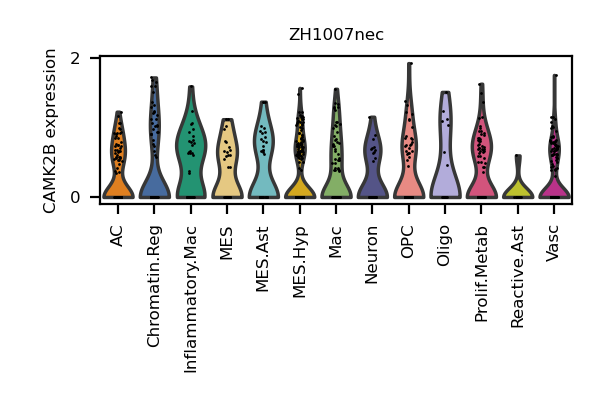 ZH1007nec
CAMK2B expression
2
0
AC
Chromatin.Reg
Inflammatory.Mac
MES
MES.Ast
MES.Hyp
Mac
Neuron
OPC
Oligo
Prolif.Metab
Reactive.Ast
Vasc